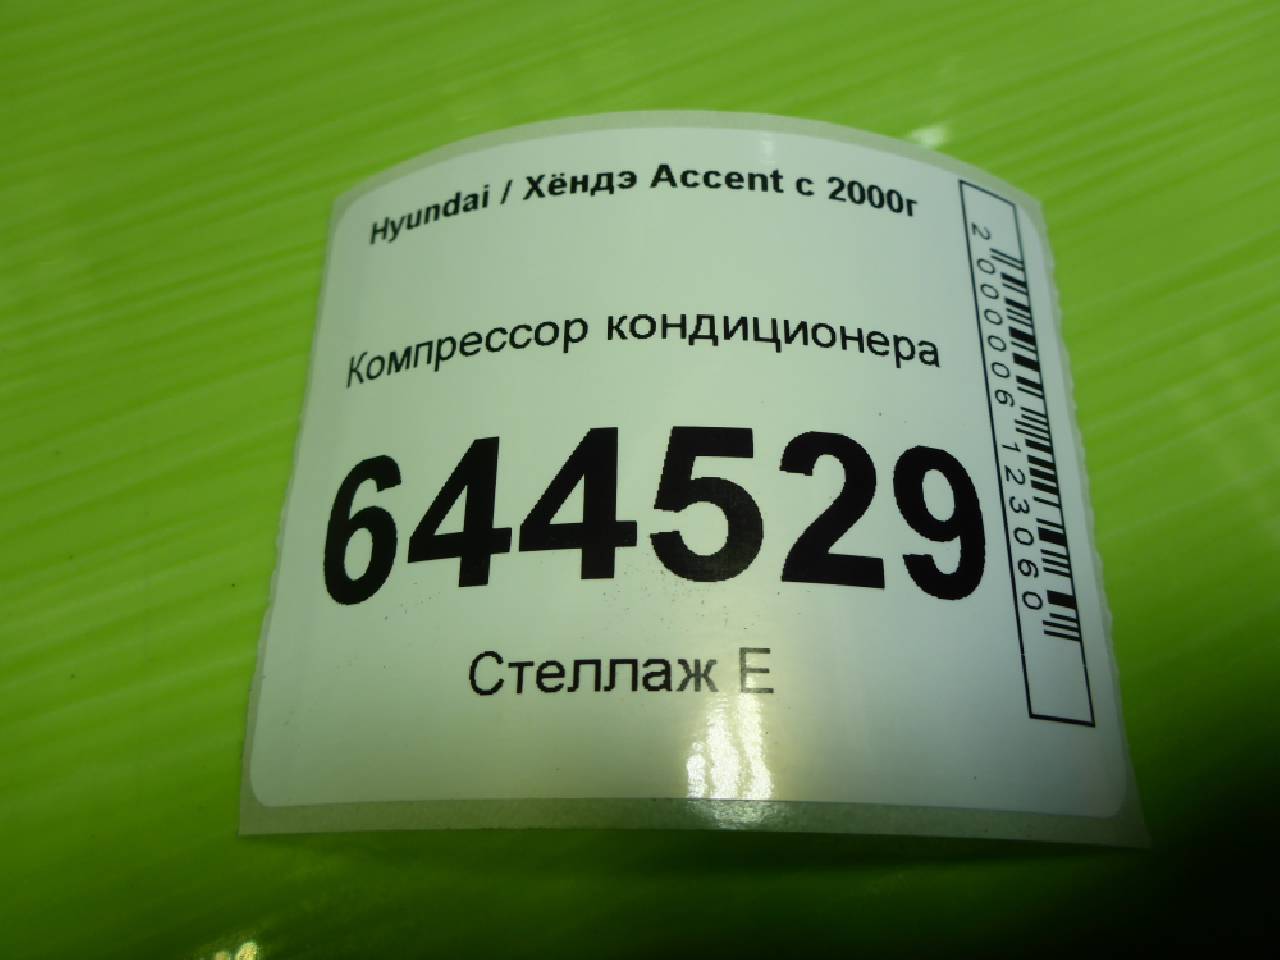 Hyundai / Хёндэ Accent с 2000г
Компрессор кондиционера
644529
Стеллаж Е
2000006123060